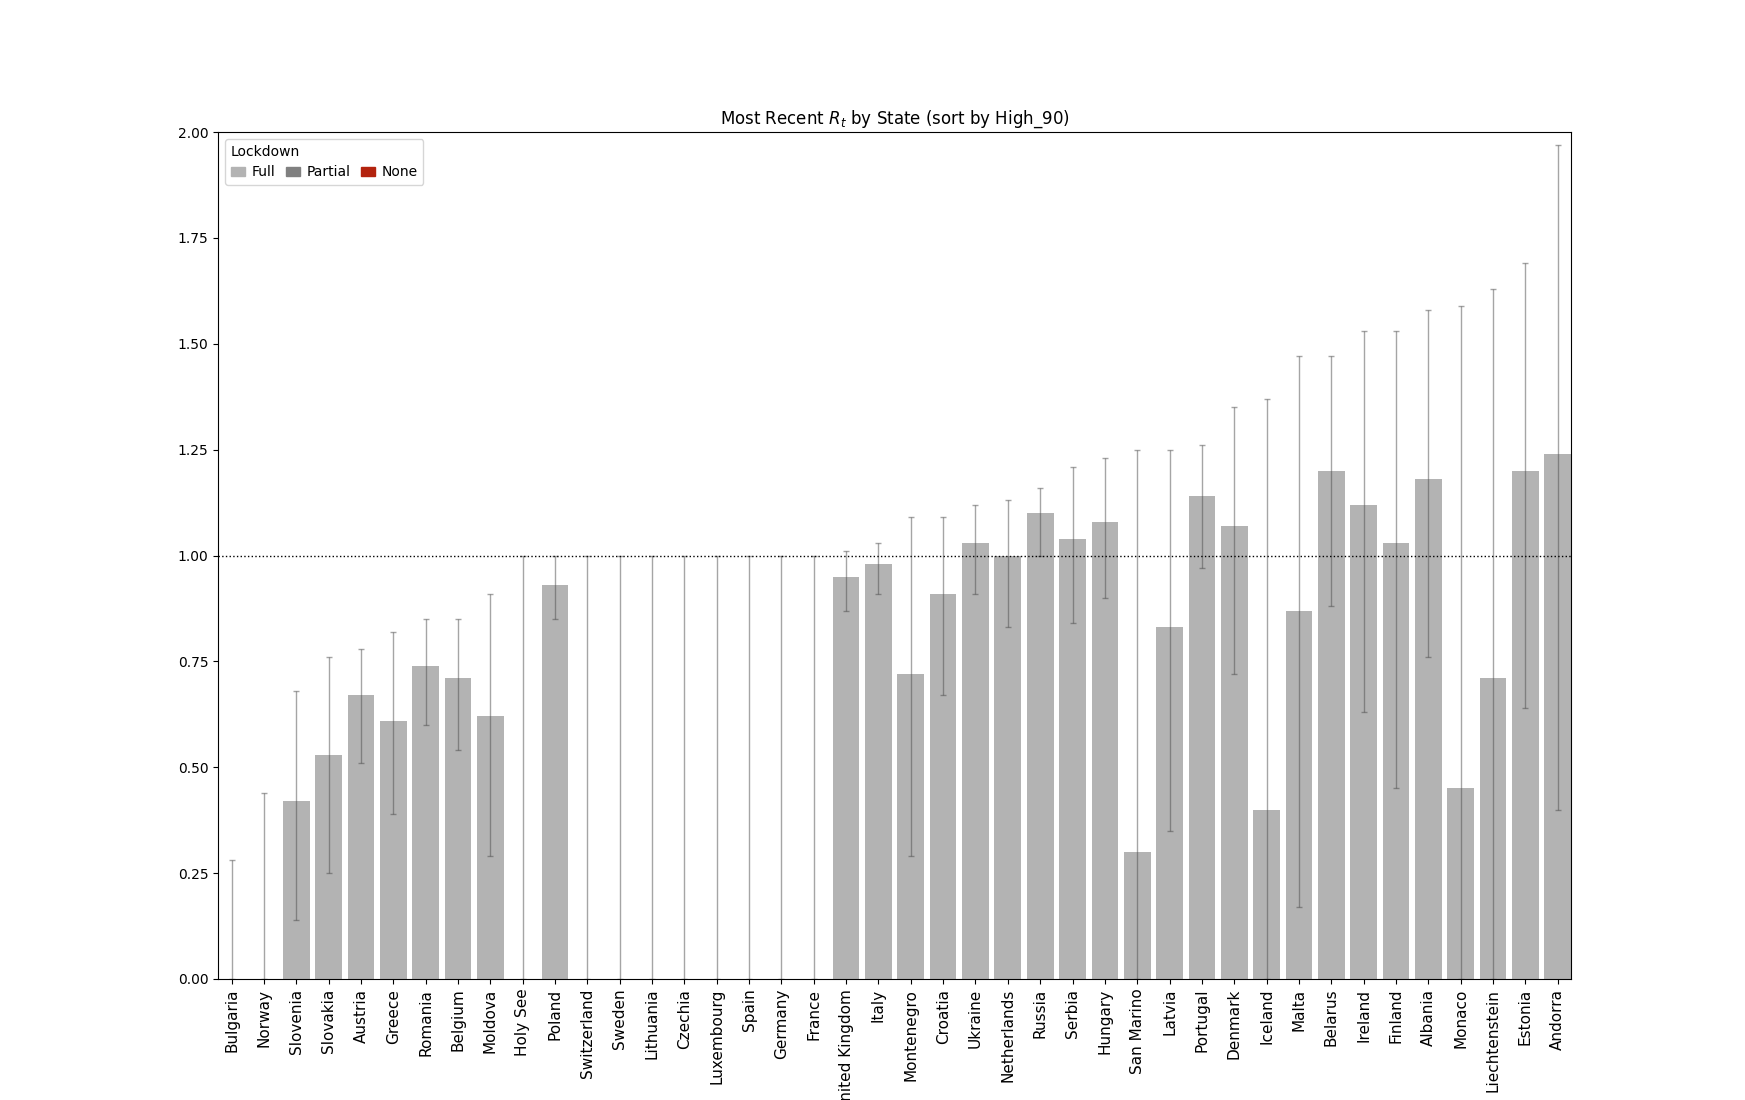 Most Recent R_t by State (sort by High_90)
Lockdown
Full Partial None
2.00
1.75
1.50
1.25
1.00
0.75
0.50
0.25
0.00
Bulgaria
Norway
Slovenia
Slovakia
Austria
Greece
Romania
Belgium
Moldova
Holy See
Poland
Switzerland
Sweden
Lithuania
Czechia
Luxembourg
Spain
Germany
France
nited Kingdom
Italy
Montenegro
Croatia
Ukraine
Netherlands
Russia
Serbia
Hungary
San Marino
Latvia
Portugal
Denmark
Iceland
Malta
Belarus
Ireland
Finland
Albania
Monaco
Liechtenstein
Estonia
Andorra